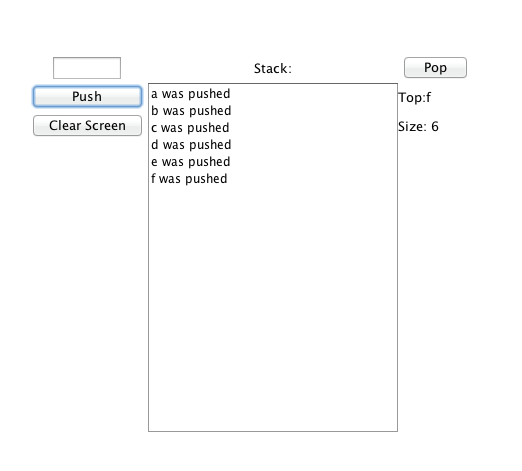 Stack:
Pop
Push
Clear Screen
a was pushed
b was pushed
c was pushed
d was pushed
e was pushed
f was pushed
Top:f
Size: 6